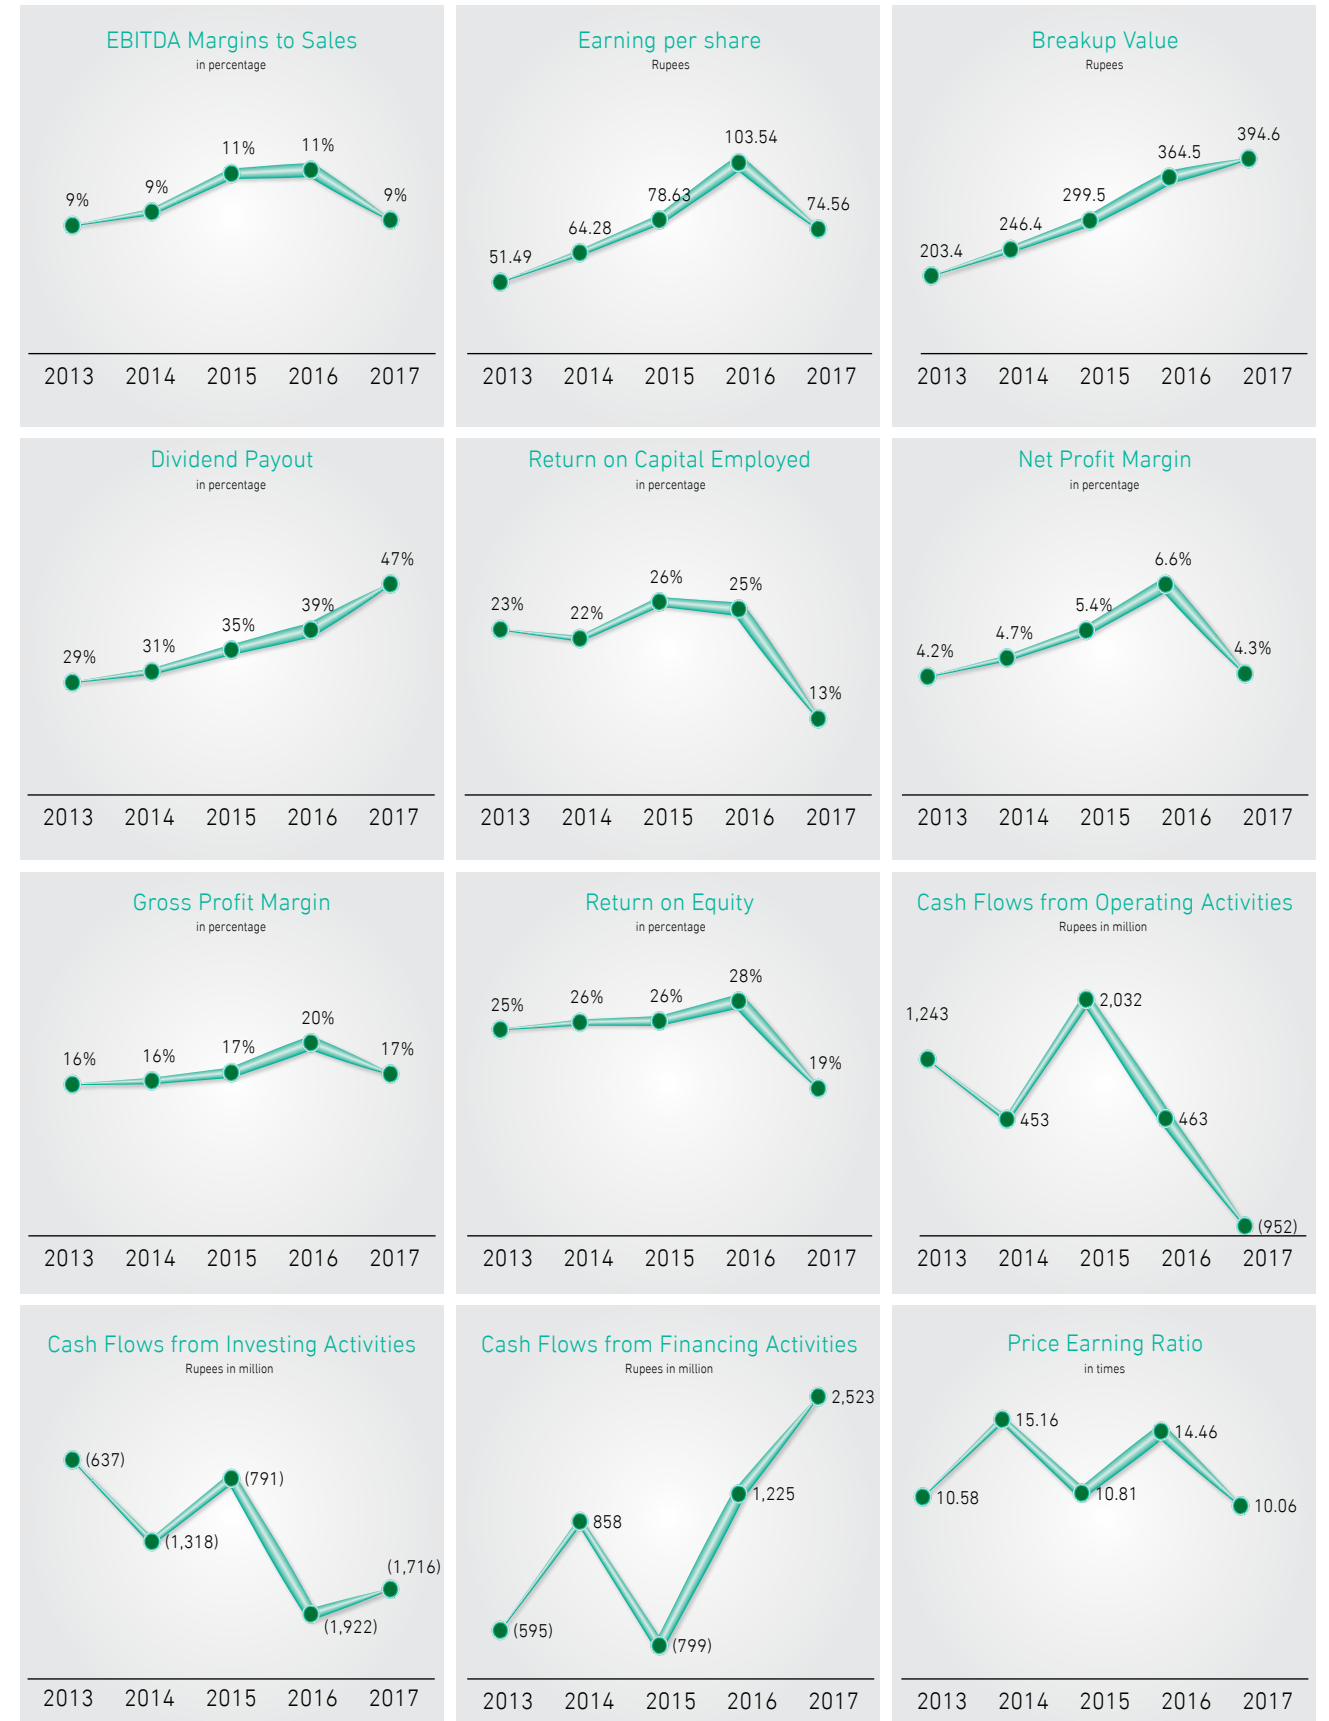 EBITDA Margins to Sales
in percentage
9%
9%
11%
11%
9%
2013 2014 2015 2016 2017
Earning per share
Rupees
51.49
64.28
78.63
103.54
74.56
2013 2014 2015 2016 2017
Breakup Value
Rupees
203.4
246.4
299.5
364.5
394.6
2013 2014 2015 2016 2017
Dividend Payout
in percentage
29%
31%
35%
39%
47%
2013 2014 2015 2016 2017
Return on Capital Employed
in percentage
23%
22%
26%
25%
13%
2013 2014 2015 2016 2017
Net Profit Margin
in percentage
4.2%
4.7%
5.4%
6.6%
4.3%
2013 2014 2015 2016 2017
Gross Profit Margin
in percentage
16%
16%
17%
20%
17%
2013 2014 2015 2016 2017
Return on Equity
in percentage
25%
26%
26%
28%
19%
2013 2014 2015 2016 2017
Cash Flows from Operating Activities
Rupees in million
1,243
453
2,032
463
(952)
2013 2014 2015 2016 2017
Cash Flows from Investing Activities
Rupees in million
(637)
(1,318)
(791)
(1,922)
(1,716)
2013 2014 2015 2016 2017
Cash Flows from Financing Activities
Rupees in million
(595)
858
(799)
1,225
2,523
2013 2014 2015 2016 2017
Price Earning Ratio
in times
10.58
15.16
10.81
14.46
10.06
2013 2014 2015 2016 2017